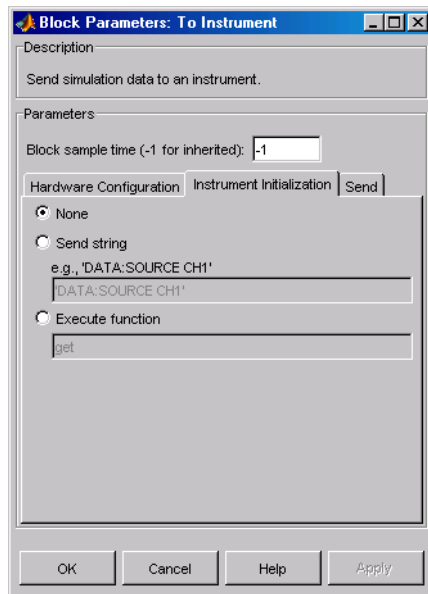 Block Parameters: To Instrument
Description
Send simulation data to an instrument.
Parameters
Block sample time (-1 for inherited): -1
Hardware Configuration Instrument Initialization Send
None
Send string
e.g., 'DATA:SOURCE CH1'
'DATA:SOURCE CH1'
Execute function
get
OK Cancel Help Apply